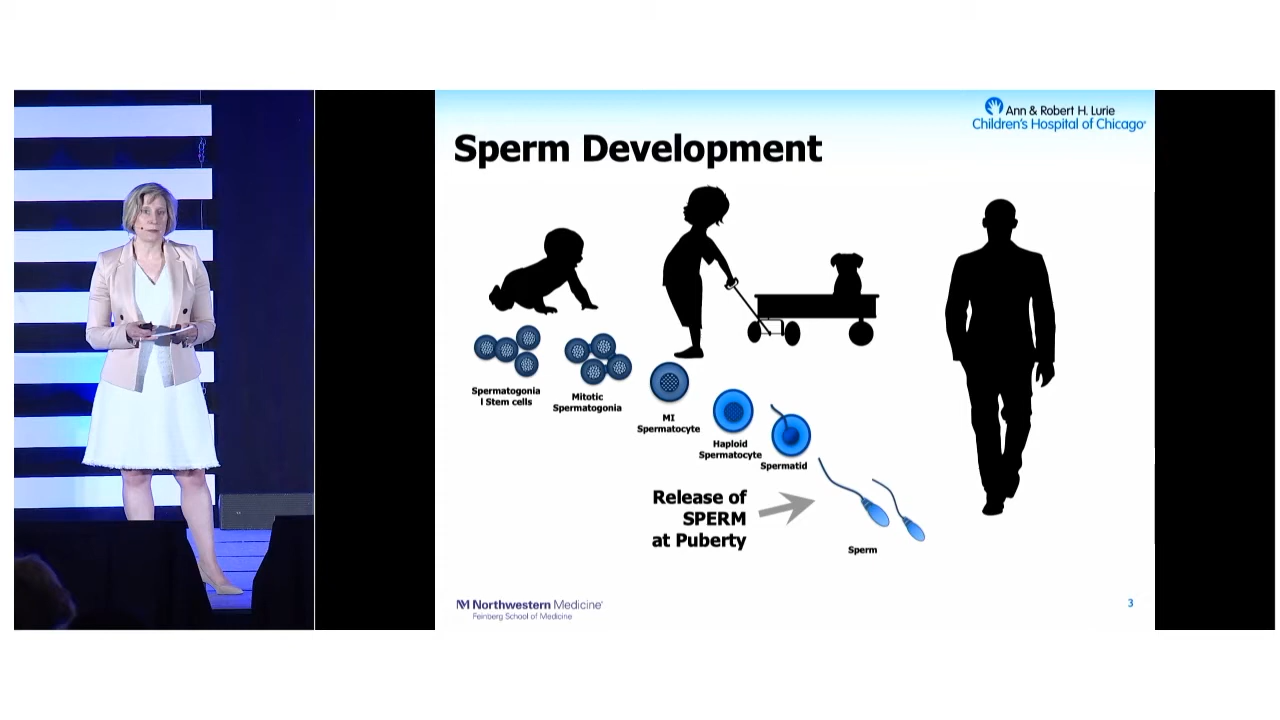 Ann & Robert H. Lurie
Children's Hospital of Chicago®
Sperm Development
Spermatogonia
l Stem cells
Mitotic
Spermatogonia
MI
Spermatocyte
Haploid
Spermatocyte
Spermatid
Release of
SPERM
at Puberty
Sperm
Northwestern Medicine®
Feinberg School of Medicine
3